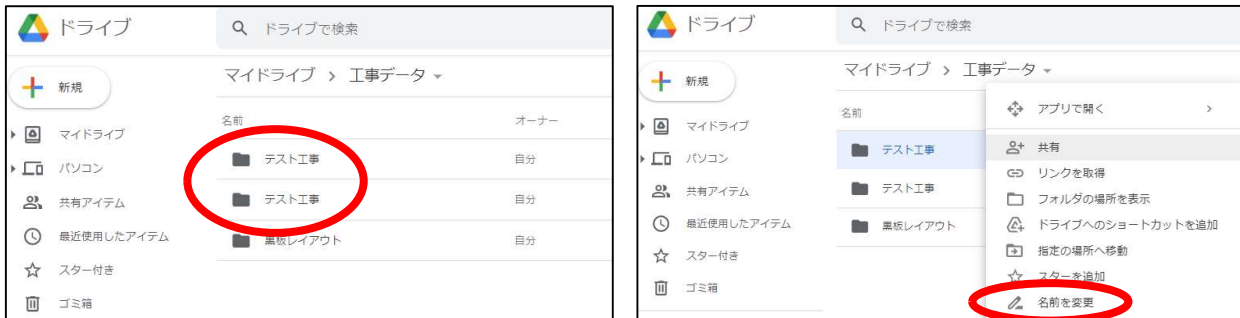 ドライブ
ドライブで検索
マイドライブ > 工事データ
新規
名前
オーナー
マイドライブ
テスト工事
自分
パソコン
テスト工事
自分
共有アイテム
黒板レイアウト
自分
最近使用したアイテム
スター付き
ゴミ箱
ドライブ
ドライブで検索
マイドライブ > 工事データ
新規
名前
マイドライブ
テスト工事
パソコン
テスト工事
共有アイテム
黒板レイアウト
最近使用したアイテム
スター付き
ゴミ箱
アプリで開く >
共有
リンクを取得
フォルダの場所を表示
ドライブへのショートカットを追加
指定の場所へ移動
スターを追加
名前を変更